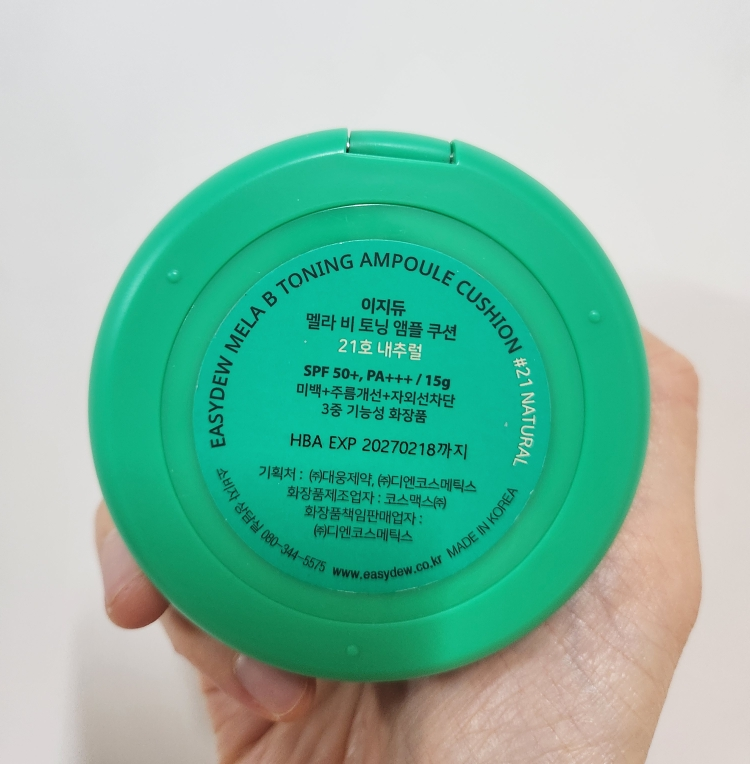 EASYDEW MELA B TONING AMPOULE CUSHION #21 NATURAL
이지듀
멜라 비 토닝 앰플 쿠션
21호 내추럴
SPF 50+, PA+++ / 15g
미백+주름개선+자외선차단
3중 기능성 화장품
HBA EXP 20270218까지
기획처 : ㈜대웅제약, ㈜디엔코스메틱스
화장품제조업자 : 코스맥스㈜
화장품책임판매업자 :
㈜디엔코스메틱스
소비자 상담실 080-344-5575 www.easydew.co.kr MADE IN KOREA